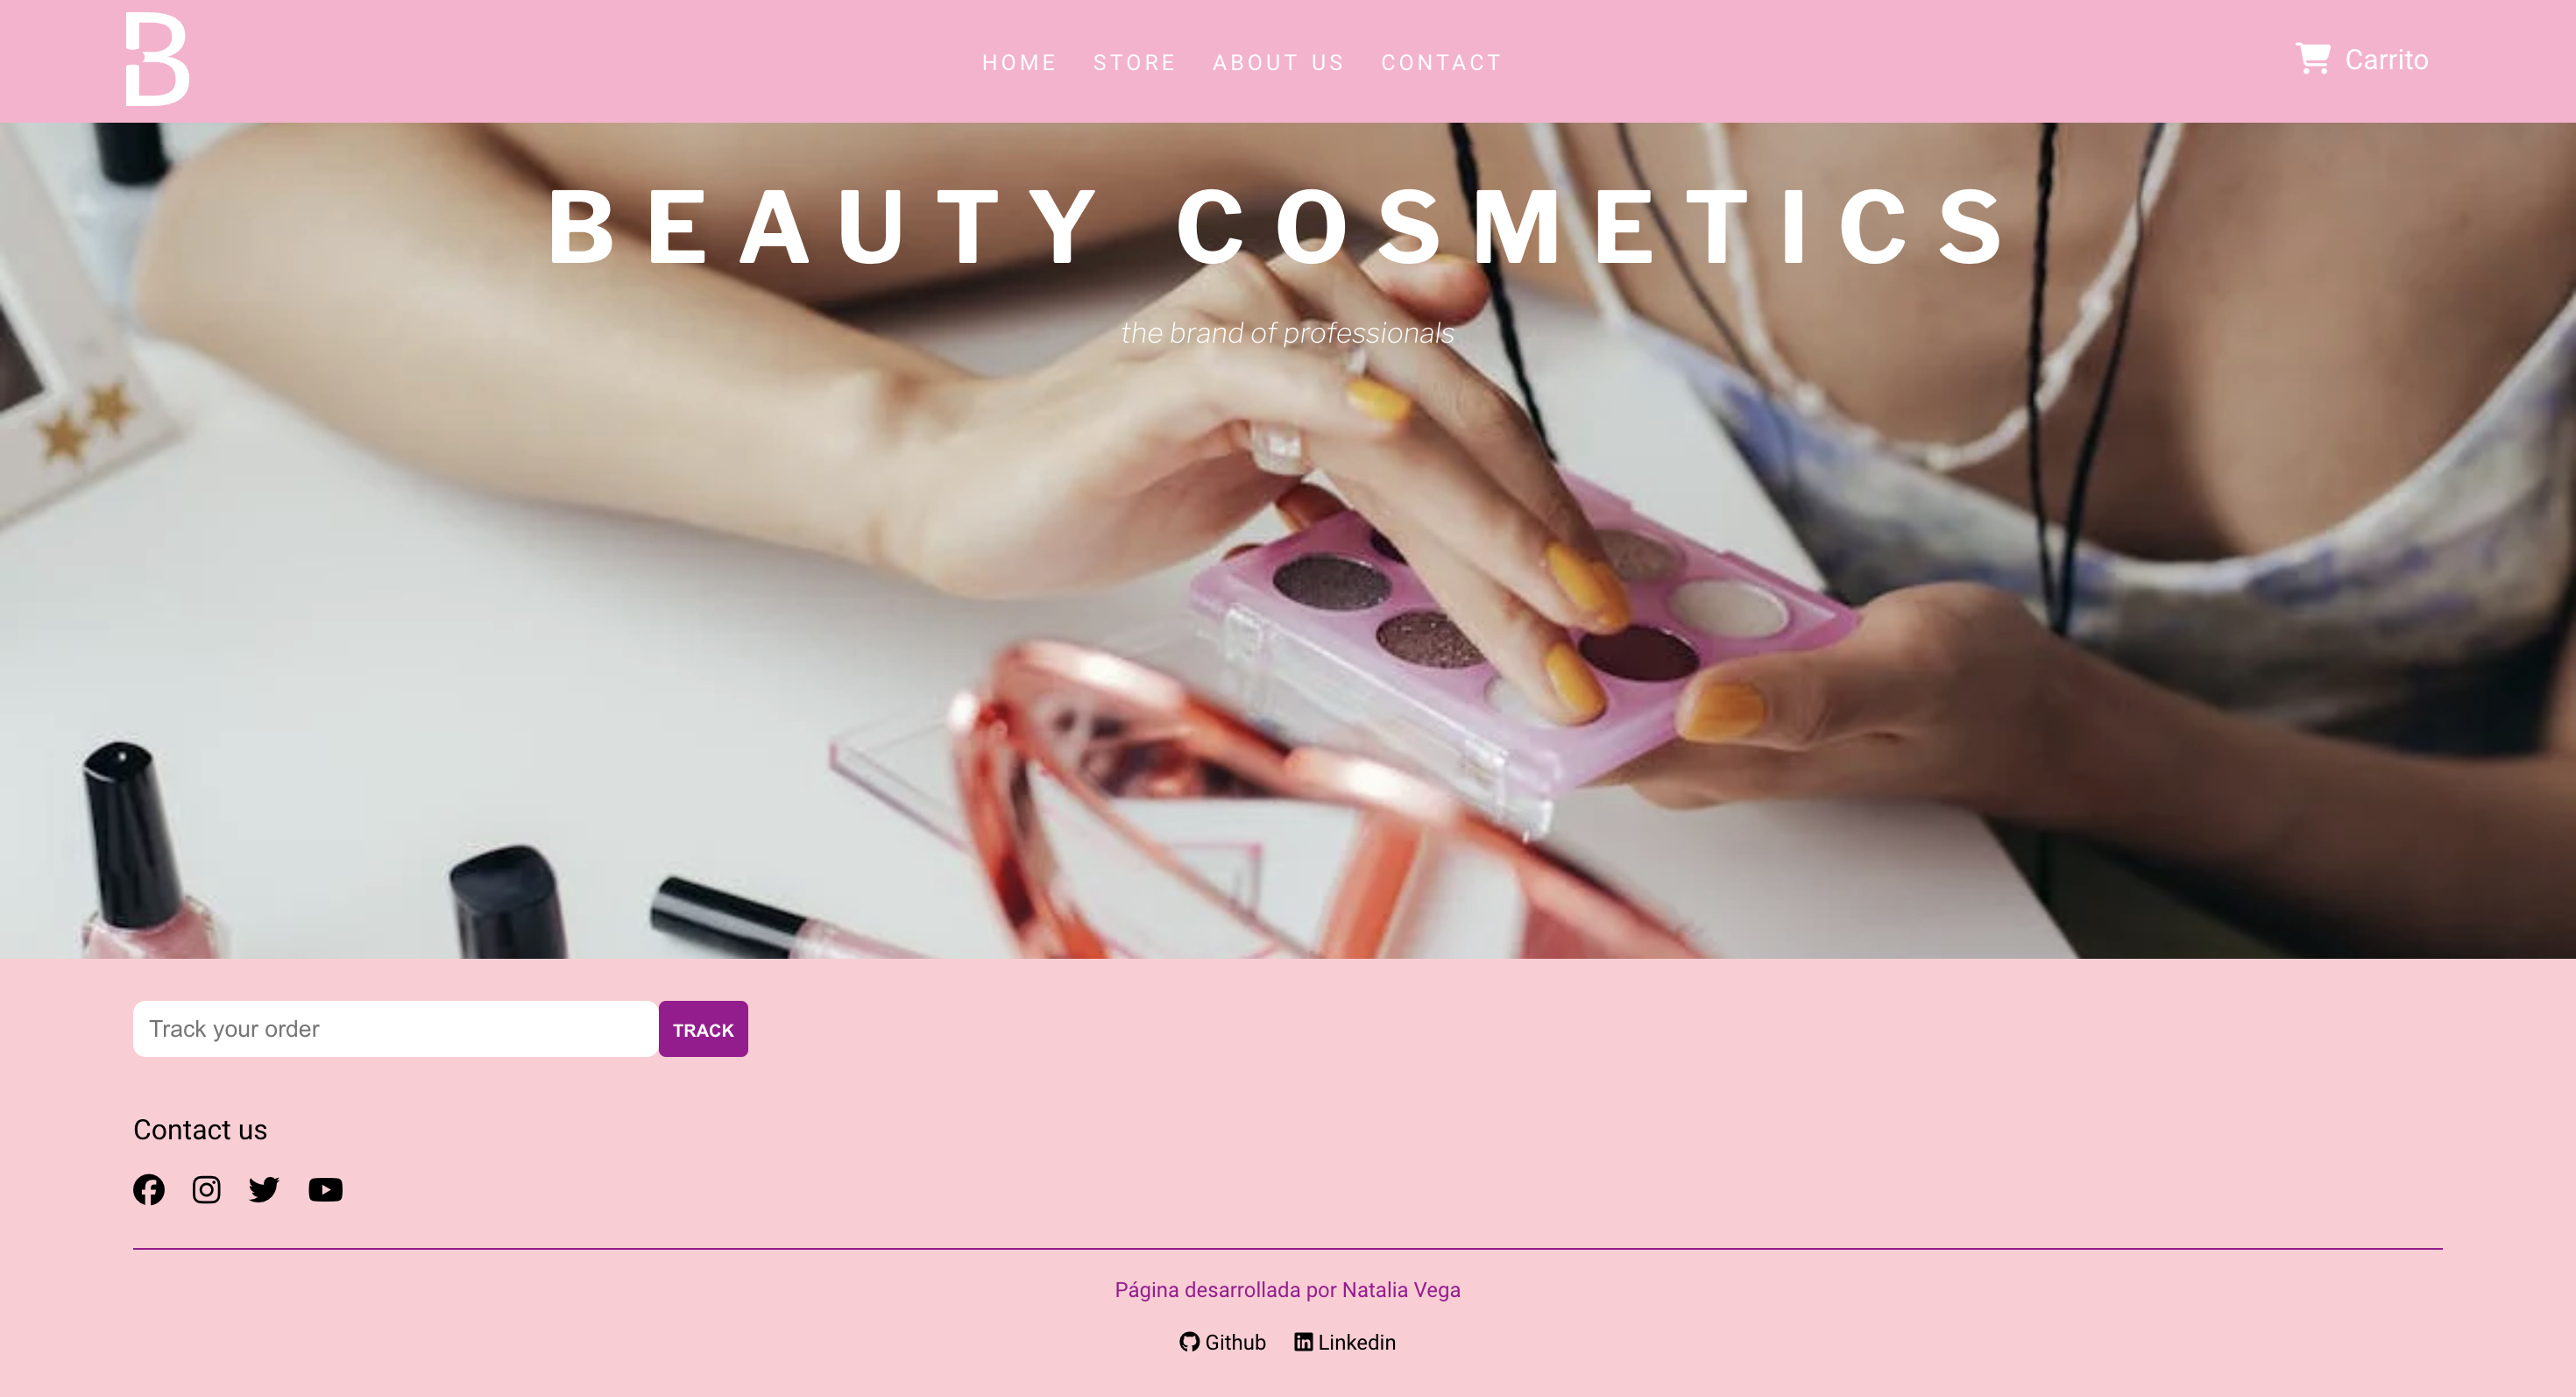 B
HOME STORE ABOUT US CONTACT
Carrito
BEAUTY COSMETICS
the brand of professionals
Track your order
TRACK
Contact us
Página desarrollada por Natalia Vega
Github Linkedin